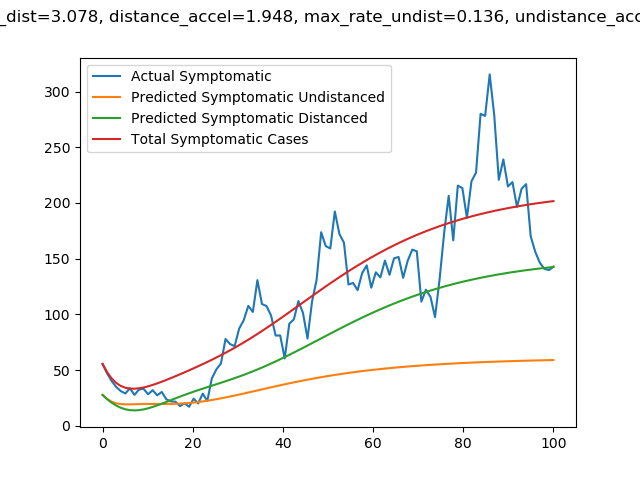 _dist=3.078, distance_accel=1.948, max_rate_undist=0.136, undistance_acc
Actual Symptomatic
Predicted Symptomatic Undistanced
Predicted Symptomatic Distanced
Total Symptomatic Cases
300
250
200
150
100
50
0
0 20 40 60 80 100